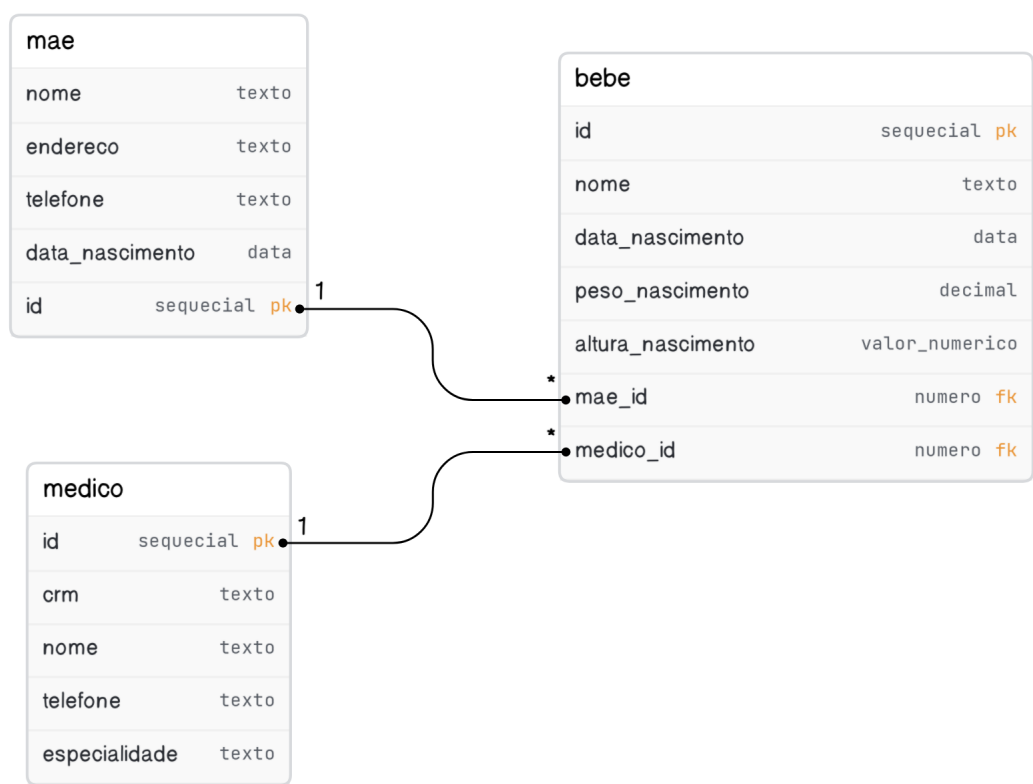 mae
nome texto
endereco texto
telefone texto
data_nascimento data
id sequecial pk
1
bebe
id sequecial pk
nome texto
data_nascimento data
peso_nascimento decimal
altura_nascimento valor_numerico
*
mae_id numero fk
*
medico_id numero fk
medico
1
id sequecial pk
crm texto
nome texto
telefone texto
especialidade texto